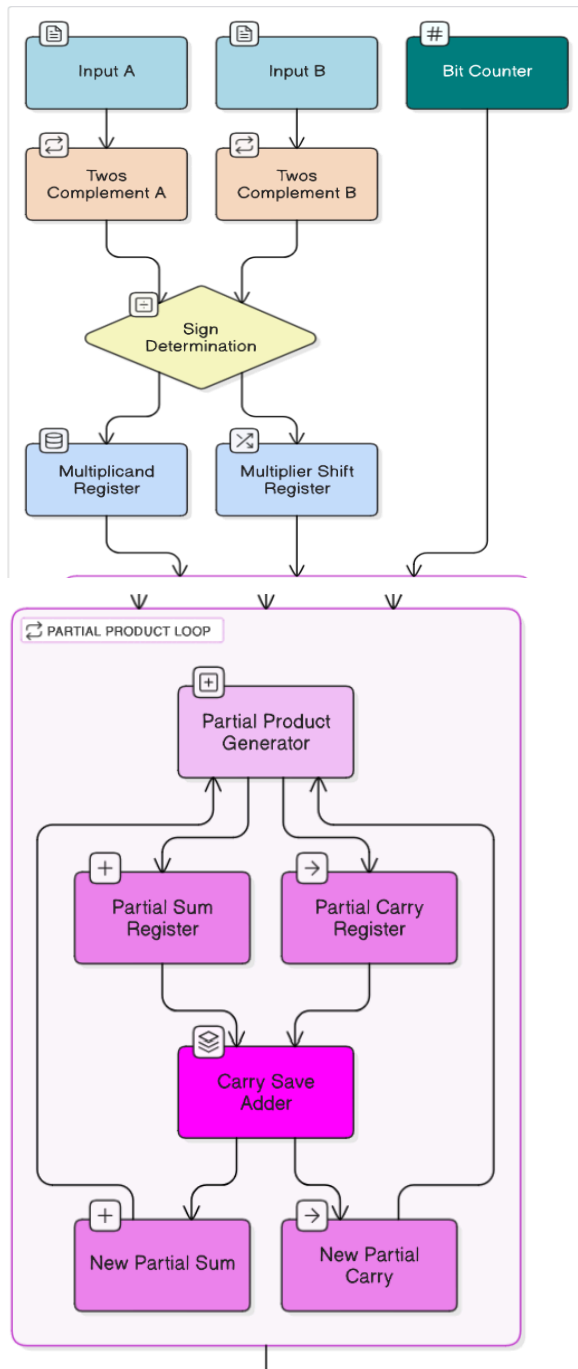 Input A
Input B
#
Bit Counter
Twos
Complement A
Twos
Complement B
Sign
Determination
Multiplicand
Register
Multiplier Shift
Register
PARTIAL PRODUCT LOOP
Partial Product
Generator
Partial Sum
Register
Partial Carry
Register
Carry Save
Adder
New Partial Sum
New Partial
Carry